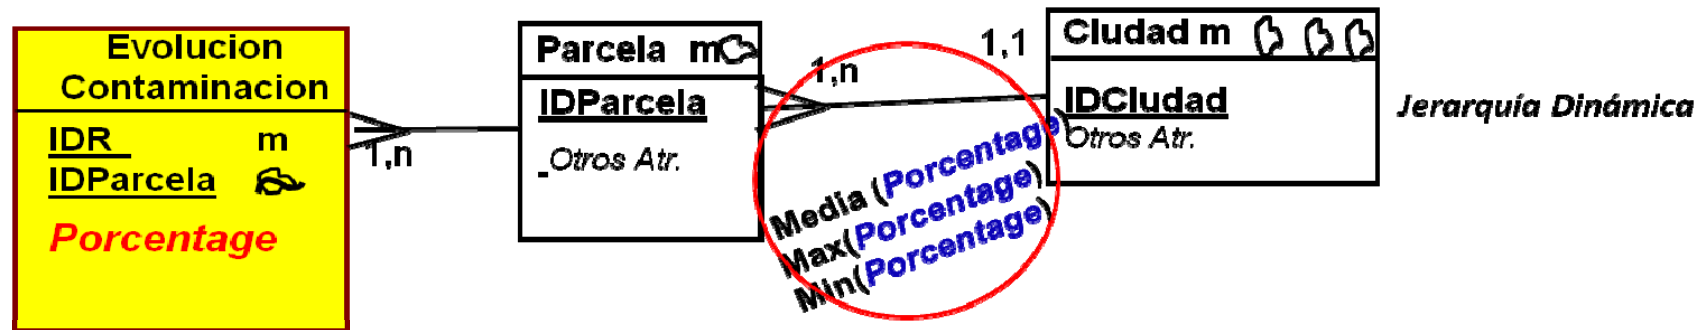 Evolucion
Contaminacion
IDR m
IDParcela
Porcentage
1,n
Parcela m
IDParcela
Otros Atr.
1,n
1,1
Media (Porcentage)
Max(Porcentage)
Min(Porcentage)
CIudad m
IDCIudad
Otros Atr.
Jerarquía Dinámica